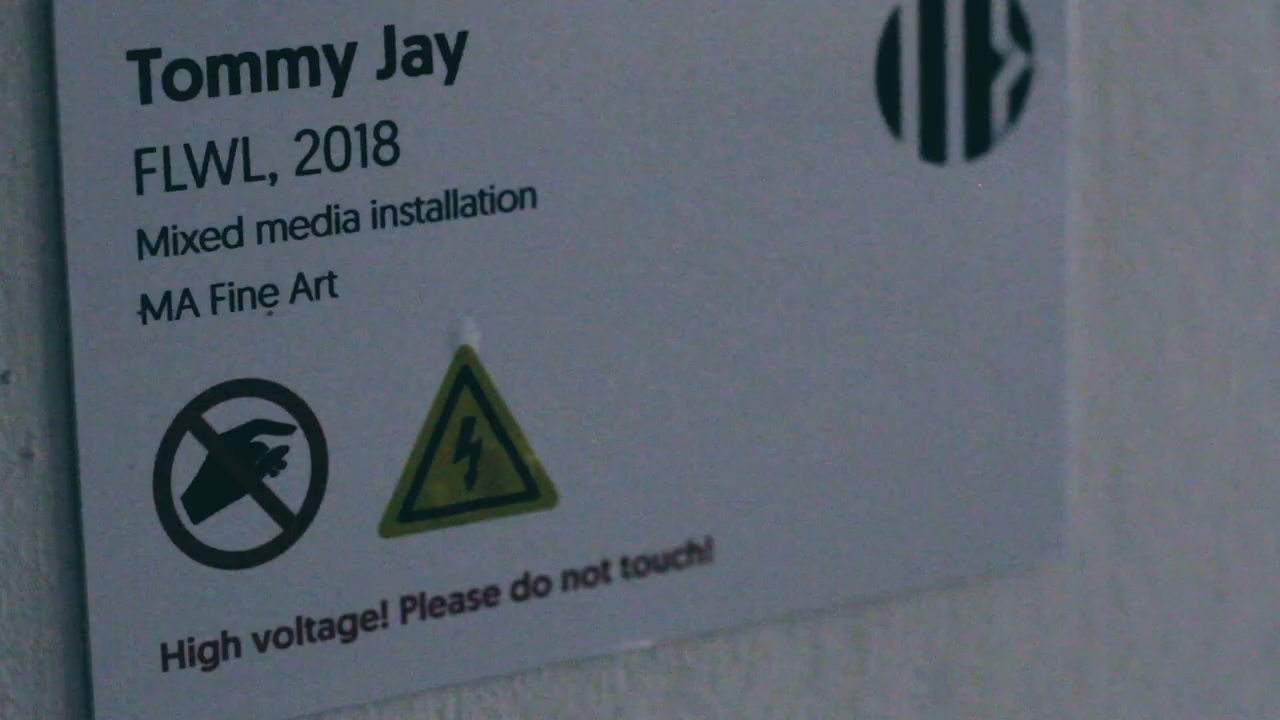 Tommy Jay
FLWL, 2018
Mixed media installation
MA Fine Art
High voltage! Please do not touch!